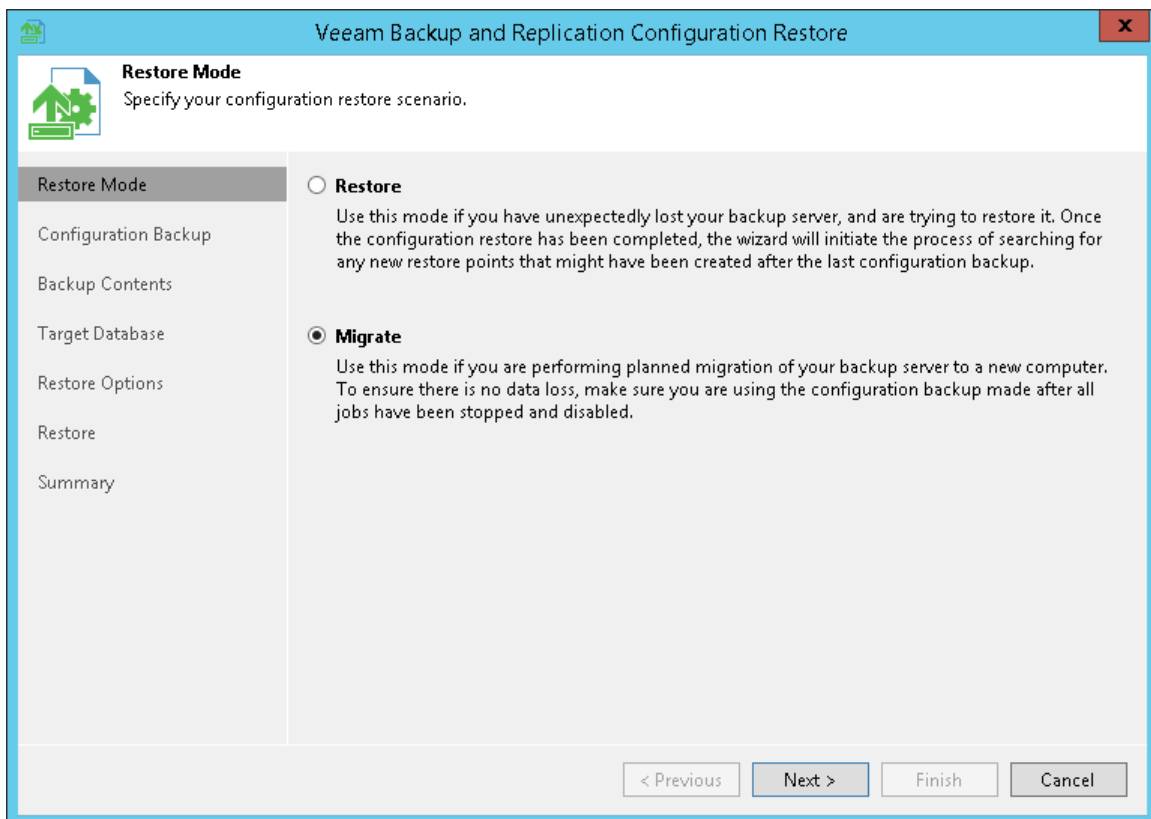 Veeam Backup and Replication Configuration Restore
x
Restore Mode
Specify your configuration restore scenario.
Restore Mode
Configuration Backup
Backup Contents
Target Database
Restore Options
Restore
Summary
Restore
Use this mode if you have unexpectedly lost your backup server, and are trying to restore it. Once
the configuration restore has been completed, the wizard will initiate the process of searching for
any new restore points that might have been created after the last configuration backup.
Migrate
Use this mode if you are performing planned migration of your backup server to a new computer.
To ensure there is no data loss, make sure you are using the configuration backup made after all
jobs have been stopped and disabled.
< Previous
Next >
Finish
Cancel